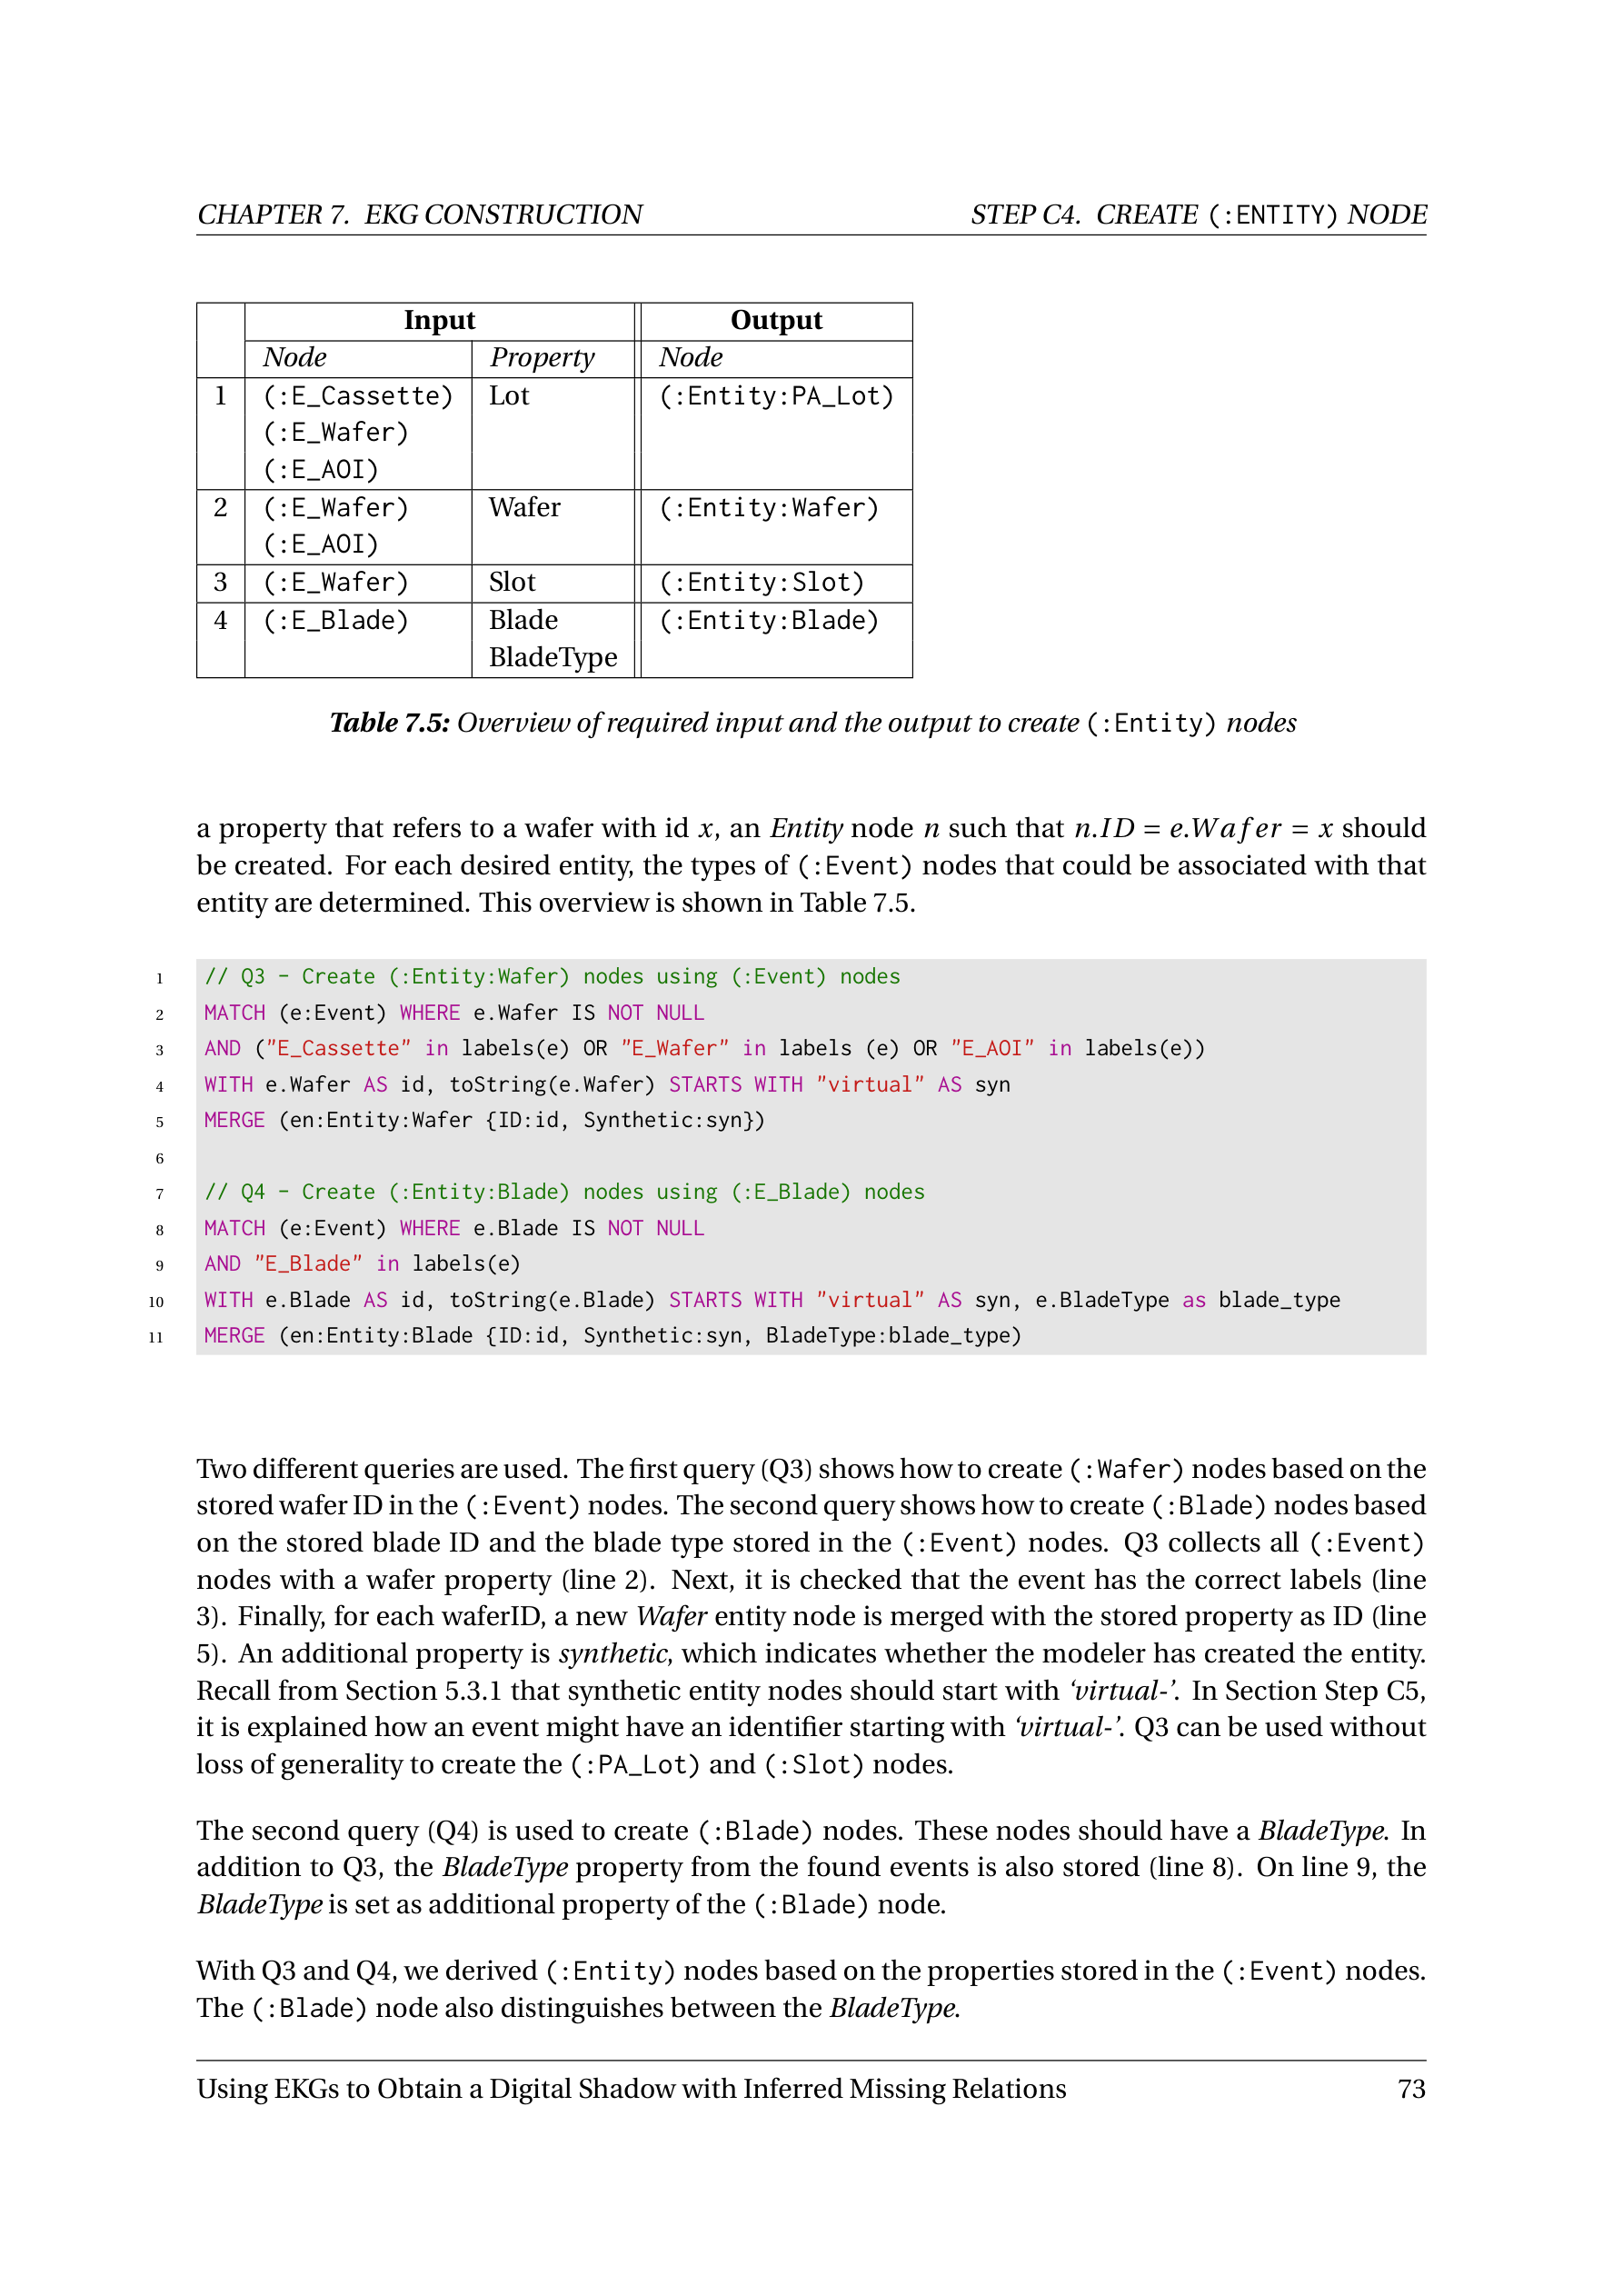 CHAPTER 7. EKG CONSTRUCTION STEP C4. CREATE (:ENTITY) NODE
Input Output
Node Property Node
1 (:E_Cassette) Lot (:Entity:PA_Lot)
(:E_Wafer)
(:E_AOI)
2 (:E_Wafer) Wafer (:Entity:Wafer)
(:E_AOI)
3 (:E_Wafer) Slot (:Entity:Slot)
4 (:E_Blade) Blade (:Entity:Blade)
BladeType
Table 7.5: Overview of required input and the output to create (:Entity) nodes
a property that refers to a wafer with id x, an Entity node n such that n.ID = e.Wafer = x should
be created. For each desired entity, the types of (:Event) nodes that could be associated with that
entity are determined. This overview is shown in Table 7.5.
1 // Q3 – Create (:Entity:Wafer) nodes using (:Event) nodes
2 MATCH (e:Event) WHERE e.Wafer IS NOT NULL
3 AND ("E_Cassette" in labels(e) OR "E_Wafer" in labels (e) OR "E_AOI" in labels(e))
4 WITH e.Wafer AS id, toString(e.Wafer) STARTS WITH "virtual" AS syn
5 MERGE (en:Entity:Wafer {ID:id, Synthetic:syn})
6
7 // Q4 – Create (:Entity:Blade) nodes using (:E_Blade) nodes
8 MATCH (e:Event) WHERE e.Blade IS NOT NULL
9 AND "E_Blade" in labels(e)
10 WITH e.Blade AS id, toString(e.Blade) STARTS WITH "virtual" AS syn, e.BladeType as blade_type
11 MERGE (en:Entity:Blade {ID:id, Synthetic:syn, BladeType:blade_type)
Two different queries are used. The first query (Q3) shows how to create (:Wafer) nodes based on the
stored wafer ID in the (:Event) nodes. The second query shows how to create (:Blade) nodes based
on the stored blade ID and the blade type stored in the (:Event) nodes. Q3 collects all (:Event)
nodes with a wafer property (line 2). Next, it is checked that the event has the correct labels (line
3). Finally, for each waferID, a new Wafer entity node is merged with the stored property as ID (line
5). An additional property is synthetic, which indicates whether the modeler has created the entity.
Recall from Section 5.3.1 that synthetic entity nodes should start with ‘virtual-’. In Section Step C5,
it is explained how an event might have an identifier starting with ‘virtual-’. Q3 can be used without
loss of generality to create the (:PA_Lot) and (:Slot) nodes.
The second query (Q4) is used to create (:Blade) nodes. These nodes should have a BladeType. In
addition to Q3, the BladeType property from the found events is also stored (line 8). On line 9, the
BladeType is set as additional property of the (:Blade) node.
With Q3 and Q4, we derived (:Entity) nodes based on the properties stored in the (:Event) nodes.
The (:Blade) node also distinguishes between the BladeType.
Using EKGs to Obtain a Digital Shadow with Inferred Missing Relations 73